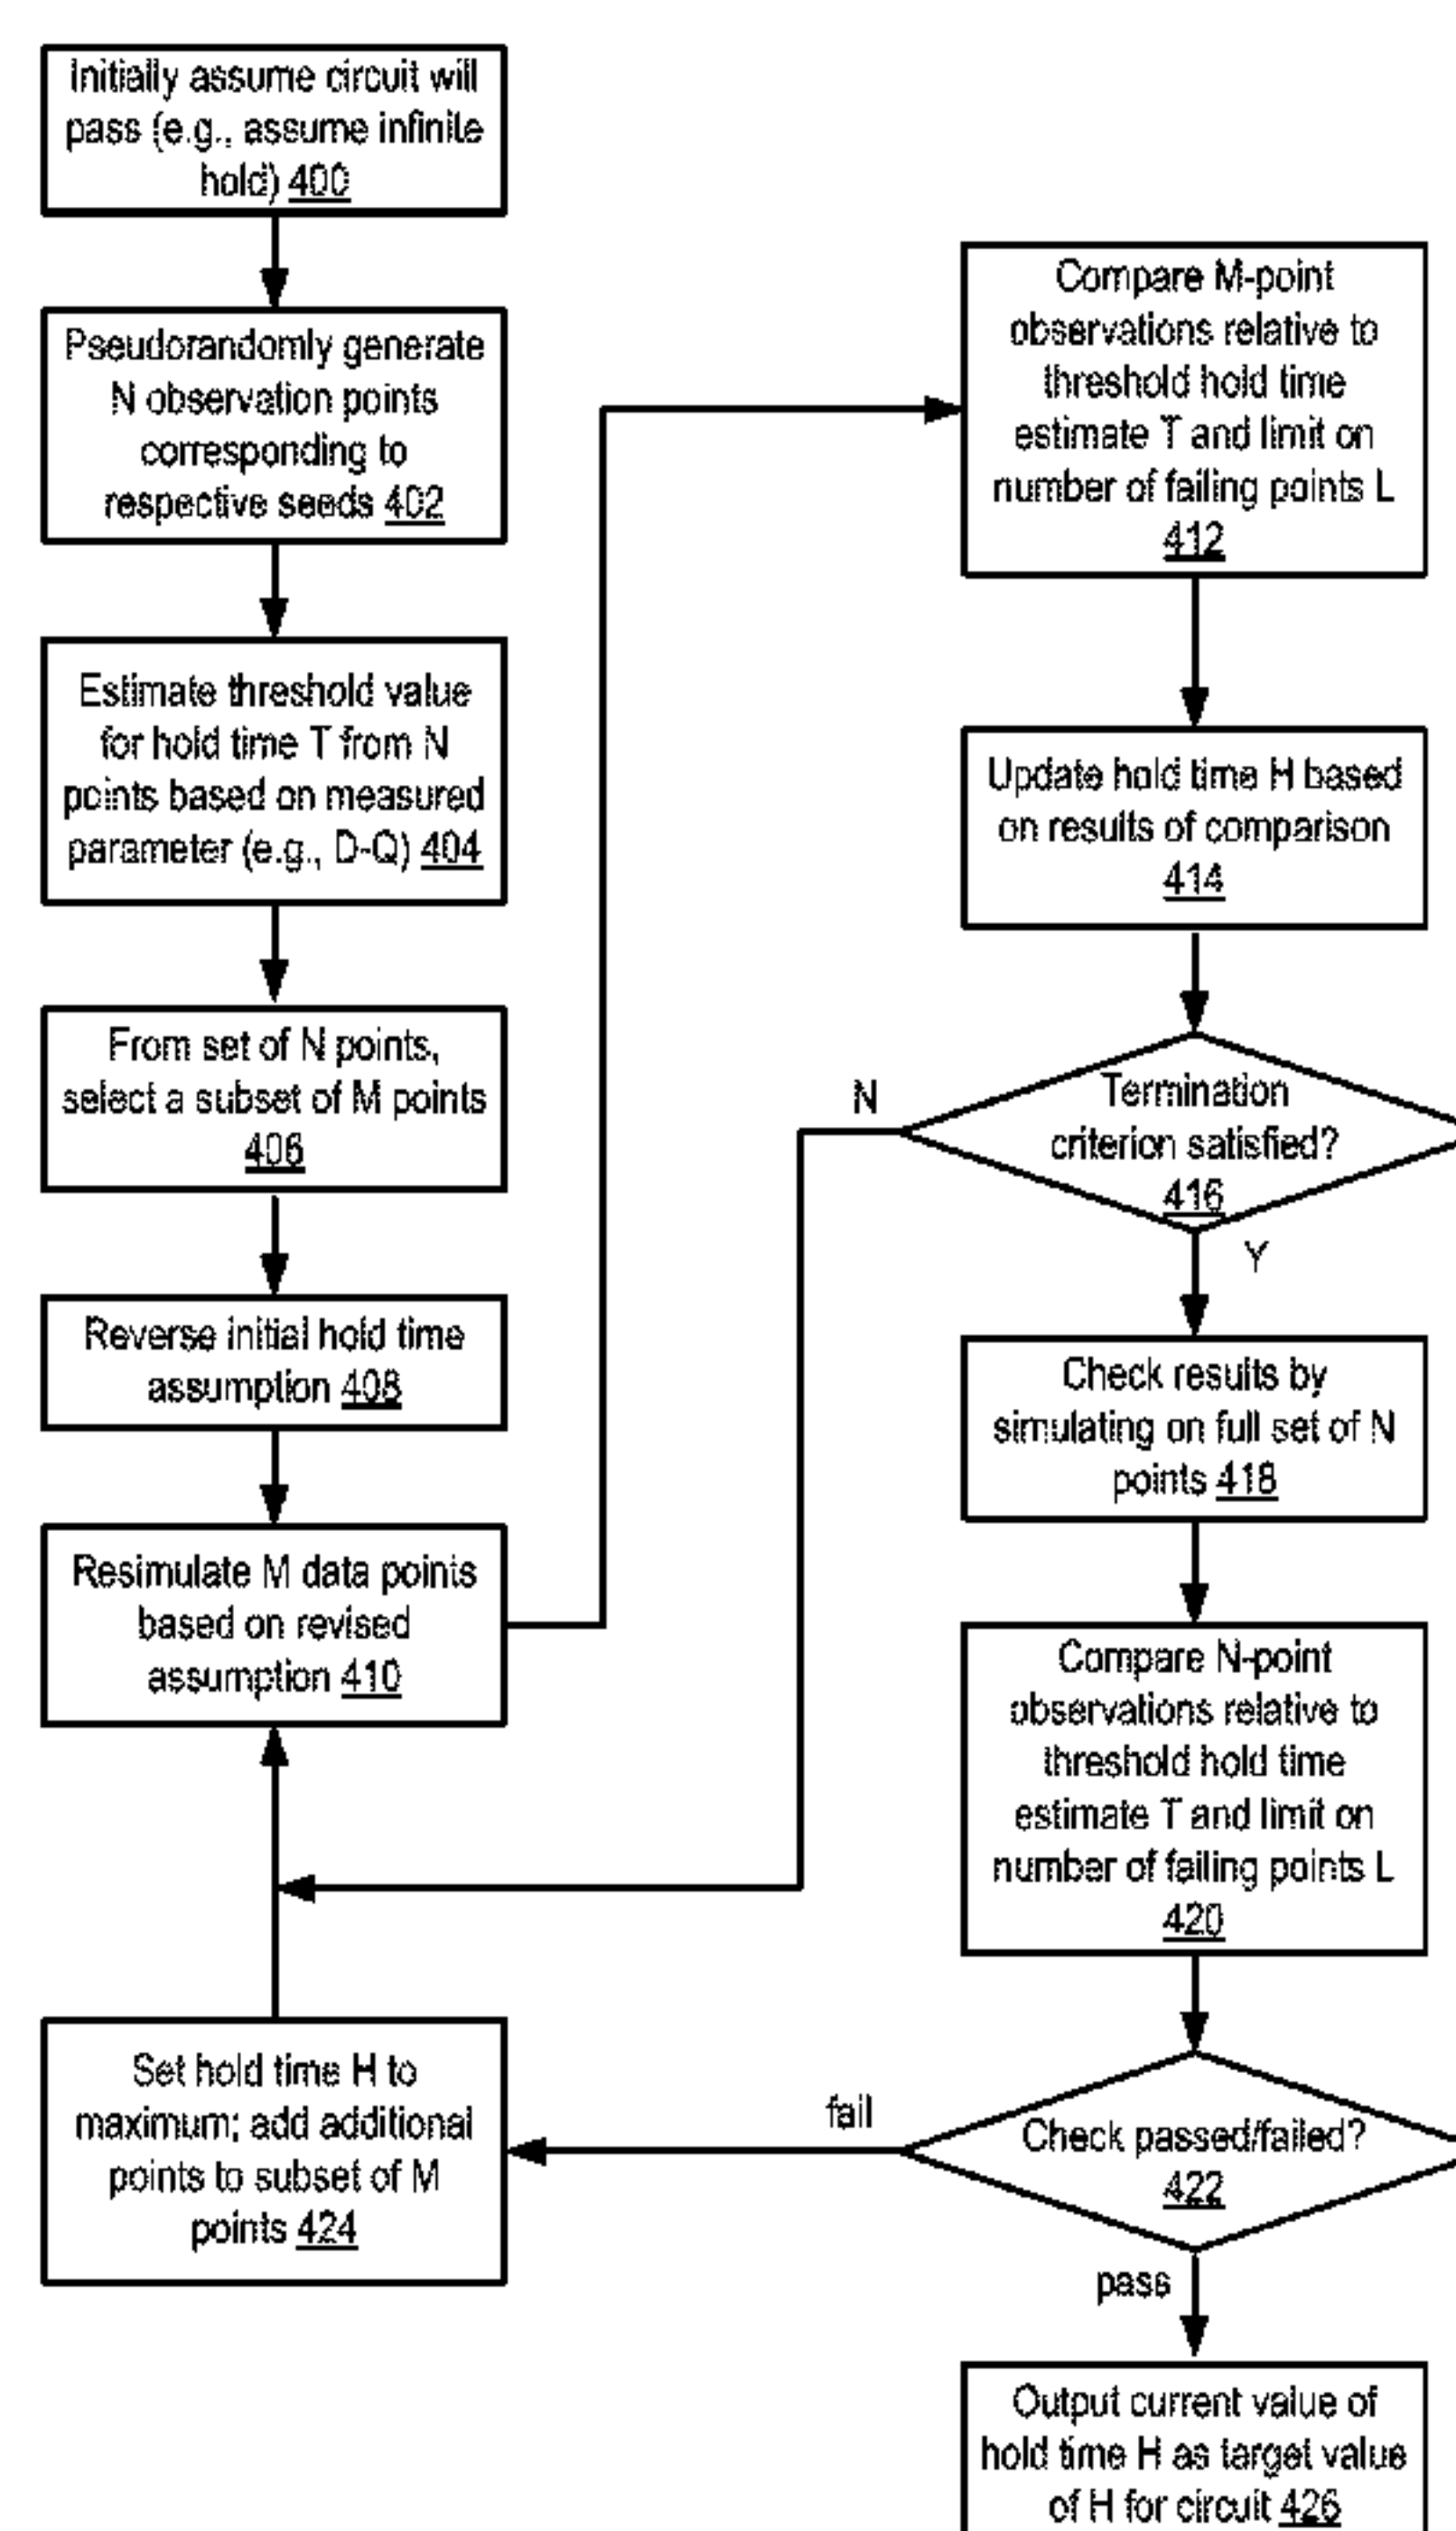 Initially assume circuit will
pass (e.g., assume infinite
hold) 400
Pseudorandomly generate
N observation points
corresponding to
respective seeds 402
Estimate threshold value
for hold time T from N
points based on measured
parameter (e.g., D-Q) 404
From set of N points,
select a subset of M points
406
Reverse initial hold time
assumption 408
Resimulate M data points
based on revised
assumption 410
Compare M-point
observations relative to
threshold hold time
estimate T and limit on
number of failing points L
412
Update hold time H based
on results of comparison
414
N
Termination
criterion satisfied?
416
Y
Check results by
simulating on full set of N
points 418
Compare N-point
observations relative to
threshold hold time
estimate T and limit on
number of failing points L
420
Check passed/failed?
422
fail
Set hold time H to
maximum; add additional
points to subset of M
points 424
pass
Output current value of
hold time H as target value
of H for circuit 426